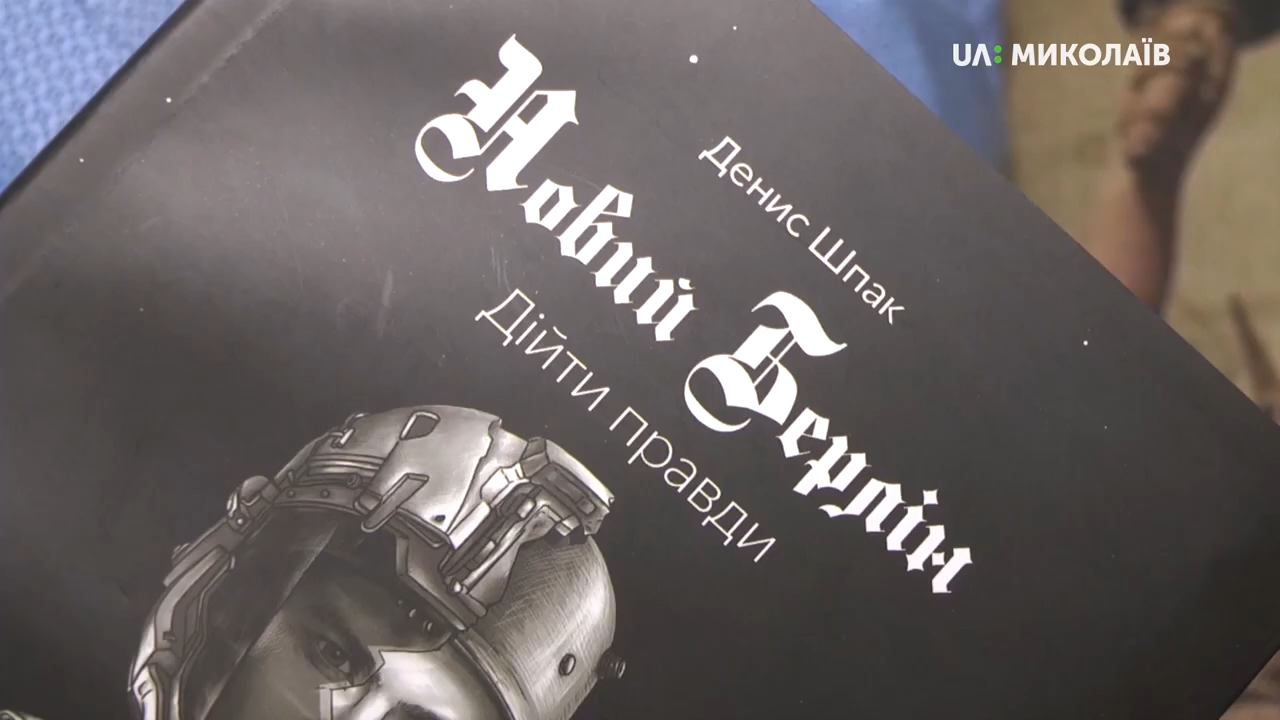 UA: МИКОЛАЇВ
Денис Шпак
Новий Берлін
Дійти правди